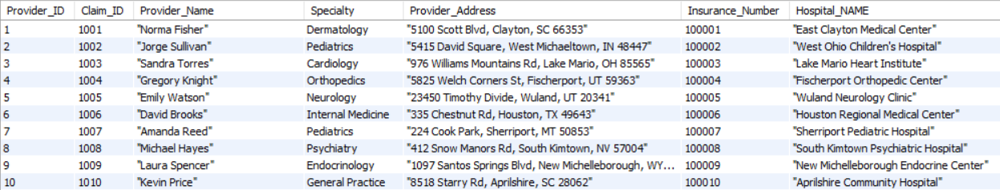 Provider_ID Claim_ID Provider_Name Specialty Provider_Address Insurance_Number Hospital_NAME
1 1001 "Norma Fisher" Dermatology "5100 Scott Blvd, Clayton, SC 66353" 100001 "East Clayton Medical Center"
2 1002 "Jorge Sullivan" Pediatrics "5415 David Square, West Michaeltown, IN 48447" 100002 "West Ohio Children's Hospital"
3 1003 "Sandra Torres" Cardiology "976 Williams Mountains Rd, Lake Mario, OH 85565" 100003 "Lake Mario Heart Institute"
4 1004 "Gregory Knight" Orthopedics "5825 Welch Corners St, Fischerport, UT 59363" 100004 "Fischerport Orthopedic Center"
5 1005 "Emily Watson" Neurology "23450 Timothy Divide, Wuland, UT 20341" 100005 "Wuland Neurology Clinic"
6 1006 "David Brooks" Internal Medicine "335 Chestnut Rd, Houston, TX 49643" 100006 "Houston Regional Medical Center"
7 1007 "Amanda Reed" Pediatrics "224 Cook Park, Sherriport, MT 50853" 100007 "Sherriport Pediatric Hospital"
8 1008 "Michael Hayes" Psychiatry "412 Snow Manors Rd, South Kimtown, NV 57004" 100008 "South Kimtown Psychiatric Hospital"
9 1009 "Laura Spencer" Endocrinology "1097 Santos Springs Blvd, New Michelleborough, WY... 100009 "New Michelleborough Endocrine Center"
10 1010 "Kevin Price" General Practice "8518 Starry Rd, Aprilshire, SC 28062" 100010 "Aprilshire Community Hospital"